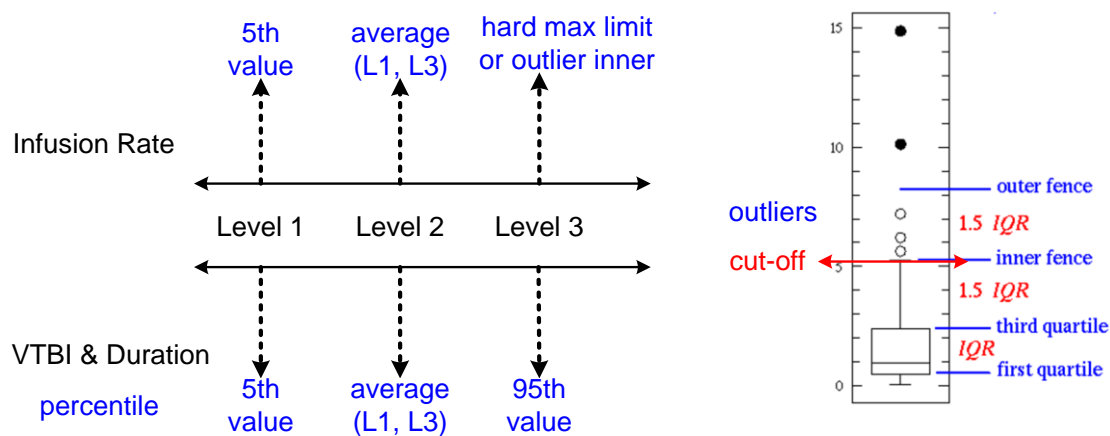 5th
value
average
(L1, L3)
hard max limit
or outlier inner
Infusion Rate
Level 1
Level 2
Level 3
VTBI & Duration
percentile
5th
value
average
(L1, L3)
95th
value
15
10
5
0
outliers
cut-off
outer fence
1.5 IQR
inner fence
1.5 IQR
third quartile
IQR
first quartile